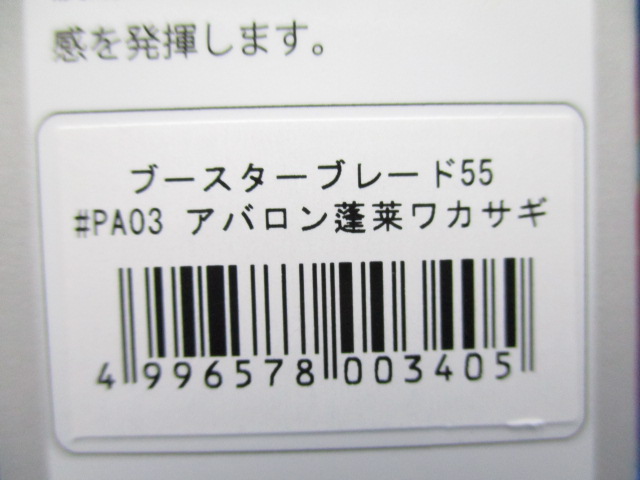 感を発揮します。
ブースターブレード55
#PA03 アバロン蓬莱ワカサギ
4 996578 003405